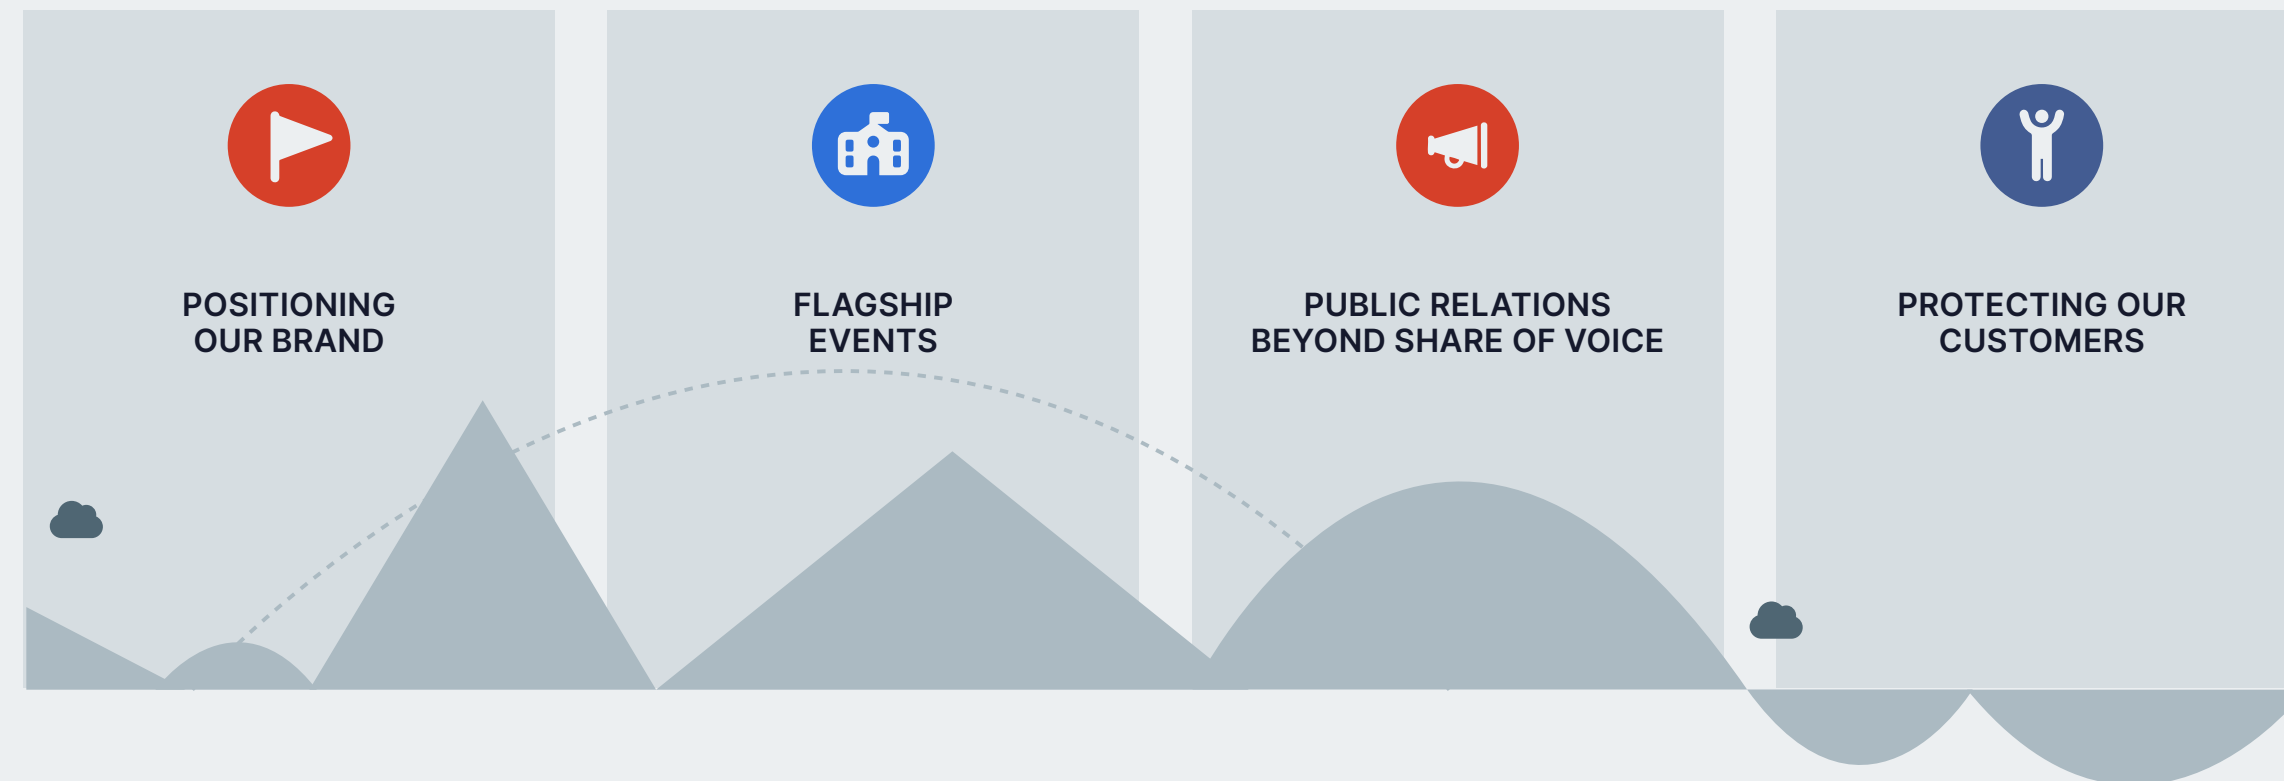 POSITIONING
OUR BRAND
FLAGSHIP
EVENTS
PUBLIC RELATIONS
BEYOND SHARE OF VOICE
PROTECTING OUR
CUSTOMERS